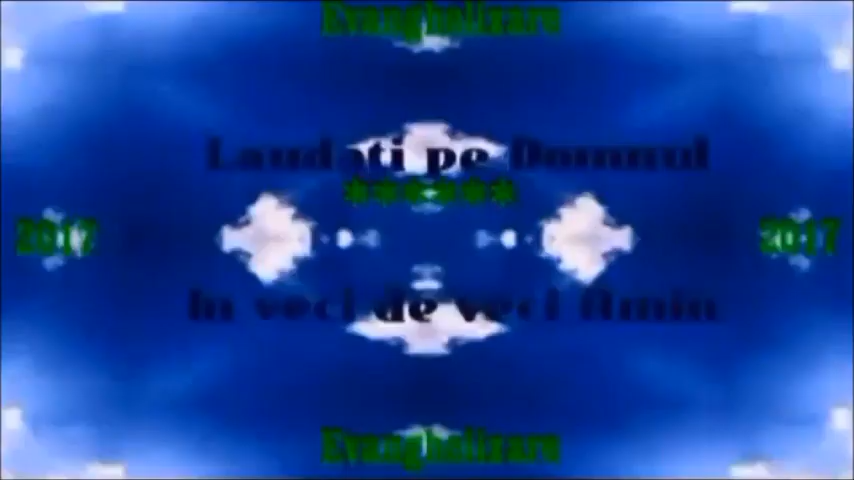 Evanghelizare
Laudati pe Domnul
******
2017 2017
In veci de veci Amin
Evanghelizare